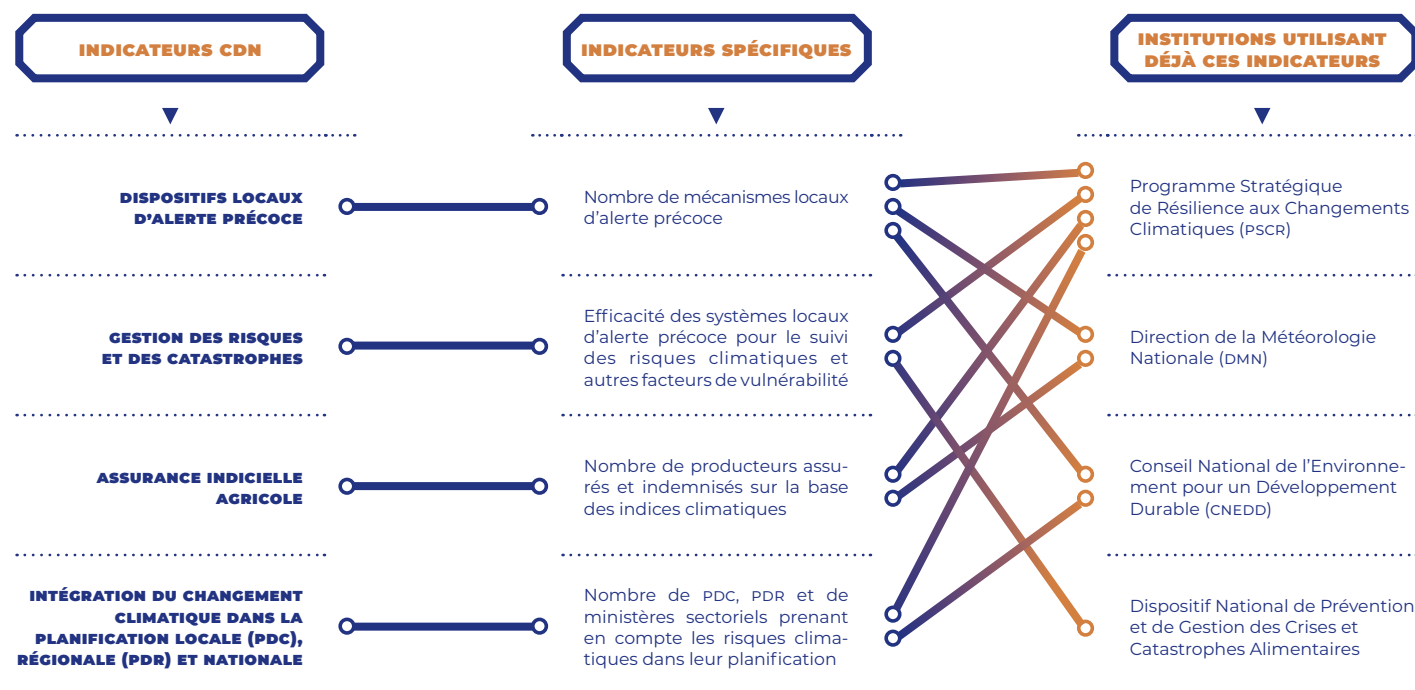 INDICATEURS CDN
INDICATEURS SPÉCIFIQUES
INSTITUTIONS UTILISANT
DÉJÀ CES INDICATEURS
DISPOSITIFS LOCAUX
D'ALERTE PRÉCOCE
Nombre de mécanismes locaux
d'alerte précoce
Programme Stratégique
de Résilience aux Changements
Climatiques (PSCR)
GESTION DES RISQUES
ET DES CATASTROPHES
Efficacité des systèmes locaux
d'alerte précoce pour le suivi
des risques climatiques et
autres facteurs de vulnérabilité
Direction de la Météorologie
Nationale (DMN)
ASSURANCE INDICIELLE
AGRICOLE
Nombre de producteurs assu-
rés et indemnisés sur la base
des indices climatiques
Conseil National de l'Environne-
ment pour un Développement
Durable (CNEDD)
INTÉGRATION DU CHANGEMENT
CLIMATIQUE DANS LA
PLANIFICATION LOCALE (PDC),
RÉGIONALE (PDR) ET NATIONALE
Nombre de PDC, PDR et de
ministères sectoriels prenant
en compte les risques clima-
tiques dans leur planification
Dispositif National de Prévention
et de Gestion des Crises et
Catastrophes Alimentaires